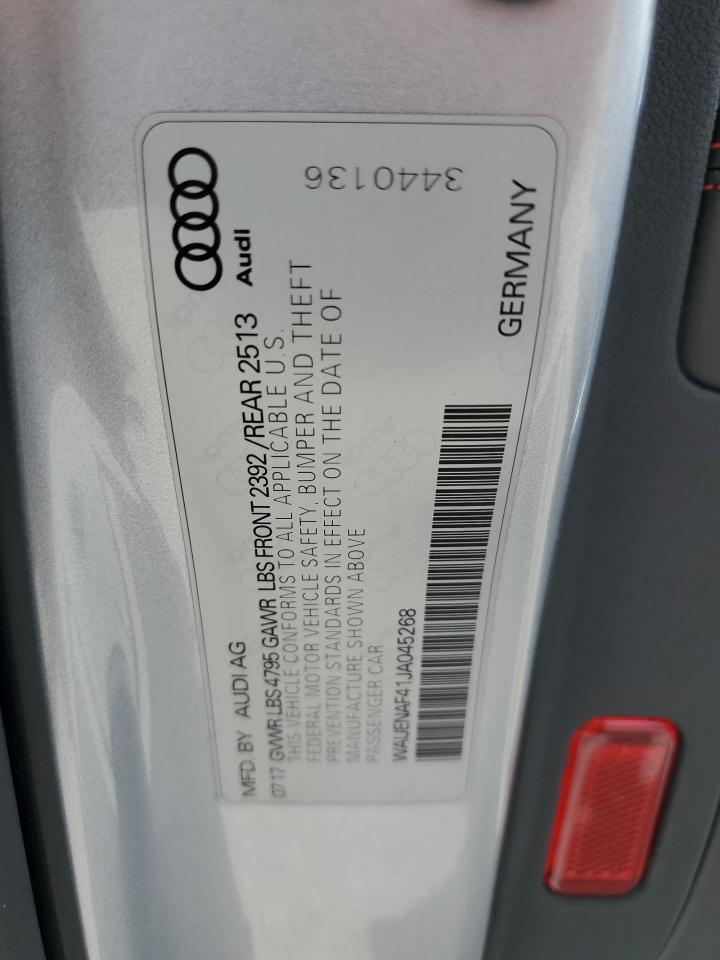 MFD. BY AUDI AG
Audi
07 17 GVWR LBS 4795 GAWR LBS FRONT 2392 / REAR 2513
THIS VEHICLE CONFORMS TO ALL APPLICABLE U.S.
FEDERAL MOTOR VEHICLE SAFETY, BUMPER AND THEFT
PREVENTION STANDARDS IN EFFECT ON THE DATE OF
MANUFACTURE SHOWN ABOVE
PASSENGER CAR
WAUENAF41JA045268
GERMANY
3440136